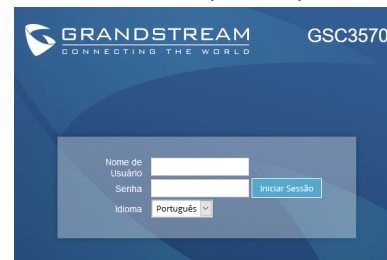 GRANDSTREAM
CONNECTING THE WORLD
GSC3570
Nome de
Usuário
Senha
Iniciar Sessão
Idioma
Português